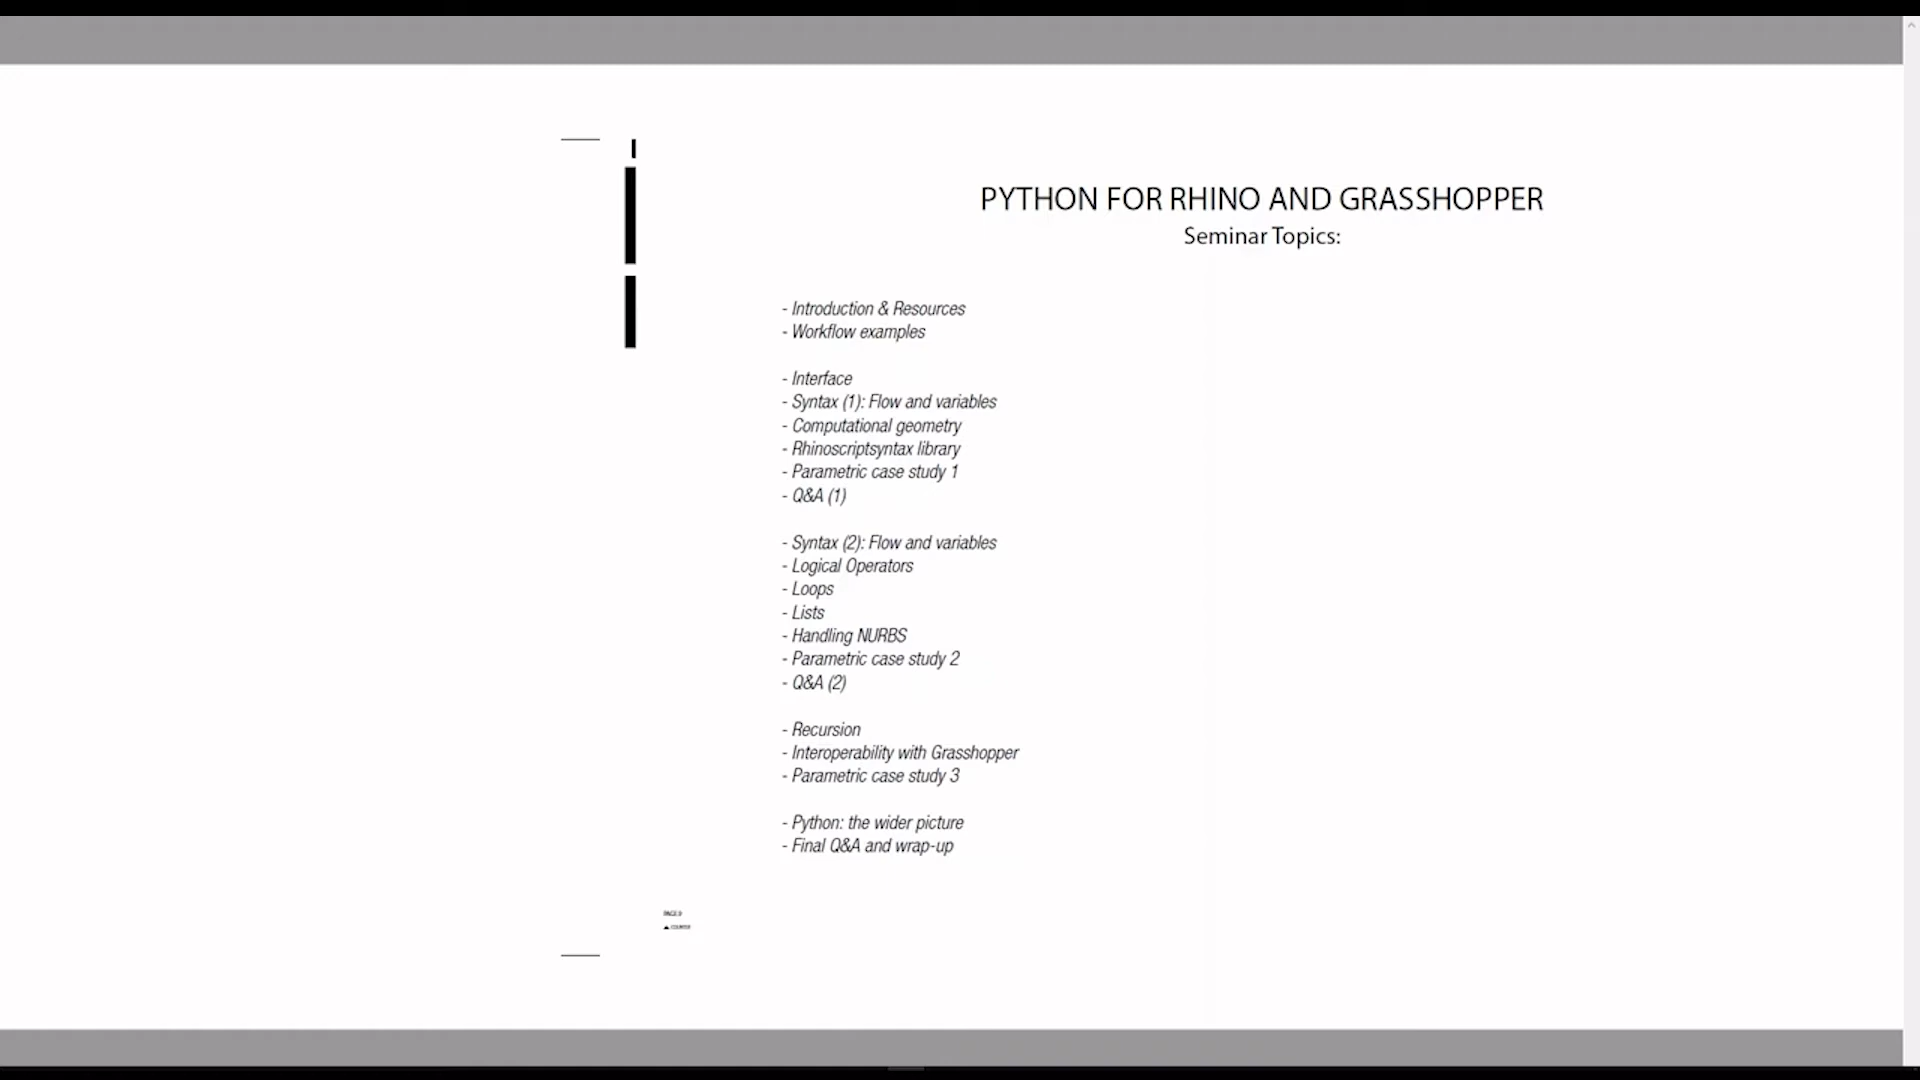 PYTHON FOR RHINO AND GRASSHOPPER
Seminar Topics:
- Introduction & Resources
- Workflow examples
- Interface
- Syntax (1): Flow and variables
- Computational geometry
- Rhinoscriptsyntax library
- Parametric case study 1
- Q&A (1)
- Syntax (2): Flow and variables
- Logical Operators
- Loops
- Lists
- Handling NURBS
- Parametric case study 2
- Q&A (2)
- Recursion
- Interoperability with Grasshopper
- Parametric case study 3
- Python: the wider picture
- Final Q&A and wrap-up
PAGE